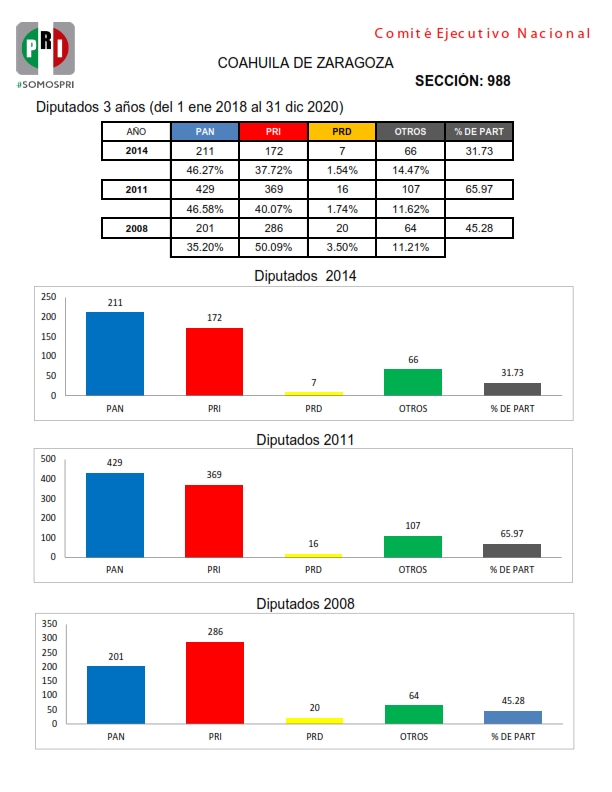 Comité Ejecutivo Nacional
PRI
#SOMOSPRI
COAHUILA DE ZARAGOZA
SECCIÓN: 988
Diputados 3 años (del 1 ene 2018 al 31 dic 2020)
AÑO PAN PRI PRD OTROS % DE PART
2014 211 172 7 66 31.73
46.27% 37.72% 1.54% 14.47%
2011 429 369 16 107 65.97
46.58% 40.07% 1.74% 11.62%
2008 201 286 20 64 45.28
35.20% 50.09% 3.50% 11.21%
Diputados 2014
250
200
150
100
50
0
211
172
7
66
31.73
PAN PRI PRD OTROS % DE PART
Diputados 2011
500
400
300
200
100
0
429
369
16
107
65.97
PAN PRI PRD OTROS % DE PART
Diputados 2008
350
300
250
200
150
100
50
0
201
286
20
64
45.28
PAN PRI PRD OTROS % DE PART